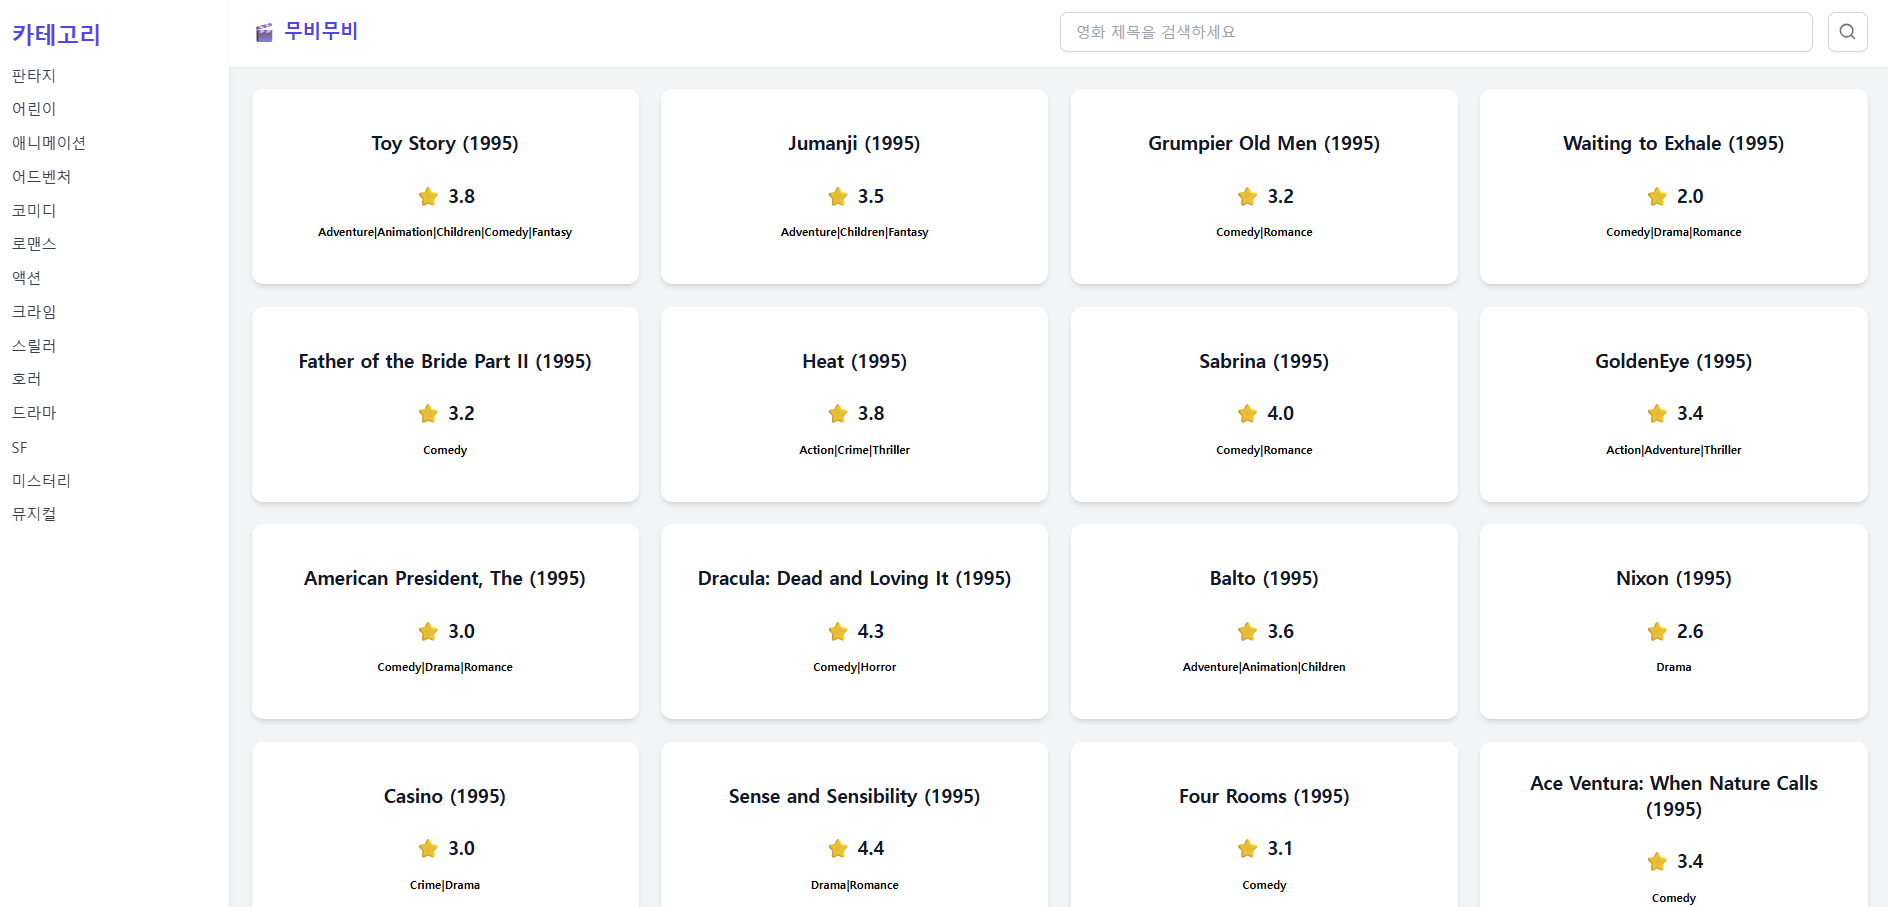 카테고리
판타지
어린이
애니메이션
어드벤처
코미디
로맨스
액션
크라임
스릴러
호러
드라마
SF
미스터리
뮤지컬
무비무비
영화 제목을 검색하세요
Toy Story (1995)
3.8
Adventure|Animation|Children|Comedy|Fantasy
Jumanji (1995)
3.5
Adventure|Children|Fantasy
Grumpier Old Men (1995)
3.2
Comedy|Romance
Waiting to Exhale (1995)
2.0
Comedy|Drama|Romance
Father of the Bride Part II (1995)
3.2
Comedy
Heat (1995)
3.8
Action|Crime|Thriller
Sabrina (1995)
4.0
Comedy|Romance
GoldenEye (1995)
3.4
Action|Adventure|Thriller
American President, The (1995)
3.0
Comedy|Drama|Romance
Dracula: Dead and Loving It (1995)
4.3
Comedy|Horror
Balto (1995)
3.6
Adventure|Animation|Children
Nixon (1995)
2.6
Drama
Casino (1995)
3.0
Crime|Drama
Sense and Sensibility (1995)
4.4
Drama|Romance
Four Rooms (1995)
3.1
Comedy
Ace Ventura: When Nature Calls
(1995)
3.4
Comedy